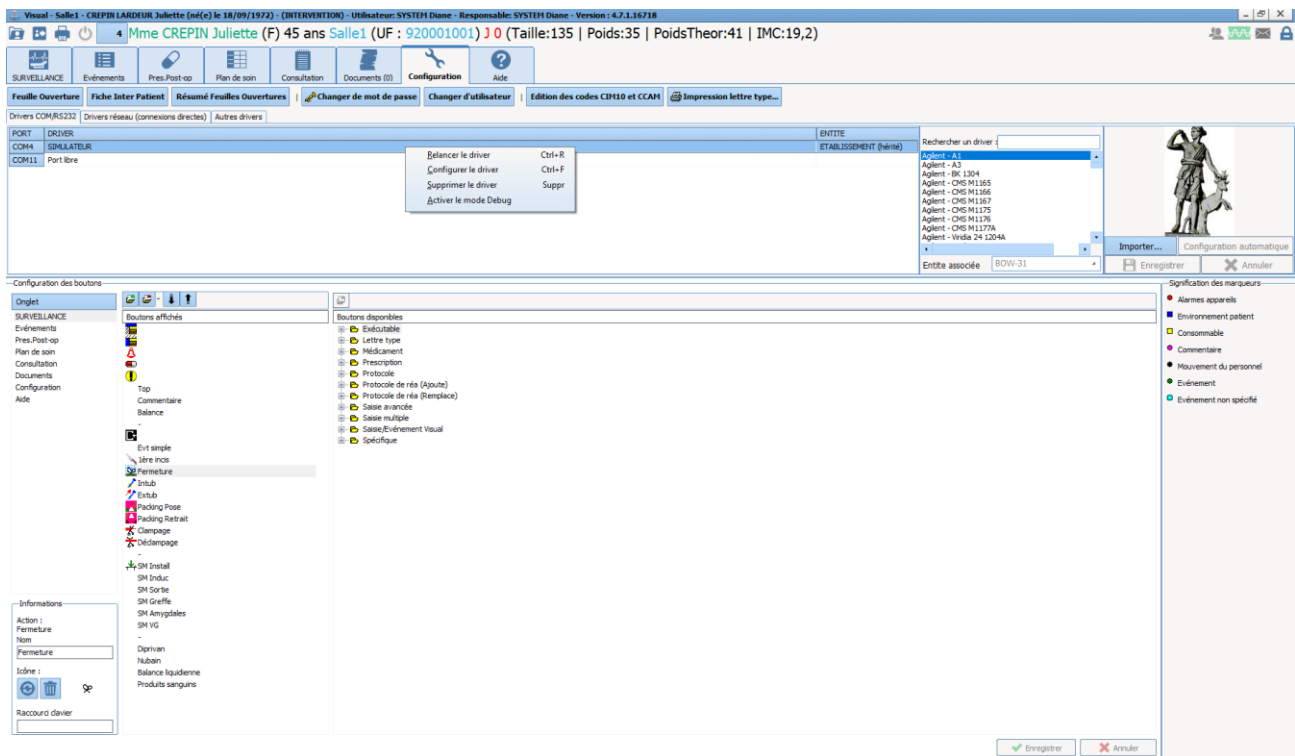 Visual - Salle1 - CREPIN LARDEUR Juliette (né(e) le 18/09/1972) - (INTERVENTION) - Utilisateur: SYSTEM Diane - Responsable: SYSTEM Diane - Version : 4.7.1.16718
4 Mme CREPIN Juliette (F) 45 ans Salle1 (UF : 920001001) J 0 (Taille:135 | Poids:35 | PoidsTheor:41 | IMC:19,2)
SURVEILLANCE Evénements Pres.Post-op Plan de soin Consultation Documents (0) Configuration Aide
Feuille Ouverture Fiche Inter Patient Résumé Feuilles Ouvertures | Changer de mot de passe Changer d'utilisateur | Edition des codes CIM10 et CCAM Impression lettre type...
Drivers COM/RS232 Drivers réseau (connexions directes) Autres drivers
PORT DRIVER ENTITE
COM4 SIMULATEUR ETABLISSEMENT (hérité)
COM11 Port libre
Relancer le driver Ctrl+R
Configurer le driver Ctrl+F
Supprimer le driver Suppr
Activer le mode Debug
Rechercher un driver :
Agilent - A1
Agilent - A3
Agilent - BK 1304
Agilent - CMS M1165
Agilent - CMS M1166
Agilent - CMS M1167
Agilent - CMS M1175
Agilent - CMS M1176
Agilent - CMS M1177A
Agilent - Viridia 24 1204A
Entite associée BOW-31
Importer... Configuration automatique
Enregistrer Annuler
Configuration des boutons
Onglet
SURVEILLANCE
Evénements
Pres.Post-op
Plan de soin
Consultation
Documents
Configuration
Aide
Boutons affichés
Top
Commentaire
Balance
-
Evt simple
1ère incis
Fermeture
Intub
Extub
Packing Pose
Packing Retrait
Clampage
Déclampage
-
SM Install
SM Induc
SM Sortie
SM Greffe
SM Amygdales
SM VG
-
Diprivan
Nubain
Balance liquidienne
Produits sanguins
Boutons disponibles
Exécutable
Lettre type
Médicament
Prescription
Protocole
Protocole de réa (Ajoute)
Protocole de réa (Remplace)
Saisie avancée
Saisie multiple
Saisie/Evénement Visual
Spécifique
Signification des marqueurs
Alarmes appareils
Environnement patient
Consommable
Commentaire
Mouvement du personnel
Evénement
Evénement non spécifié
Informations
Action :
Fermeture
Nom
Fermeture
Icône :
Raccourci clavier
Enregistrer Annuler